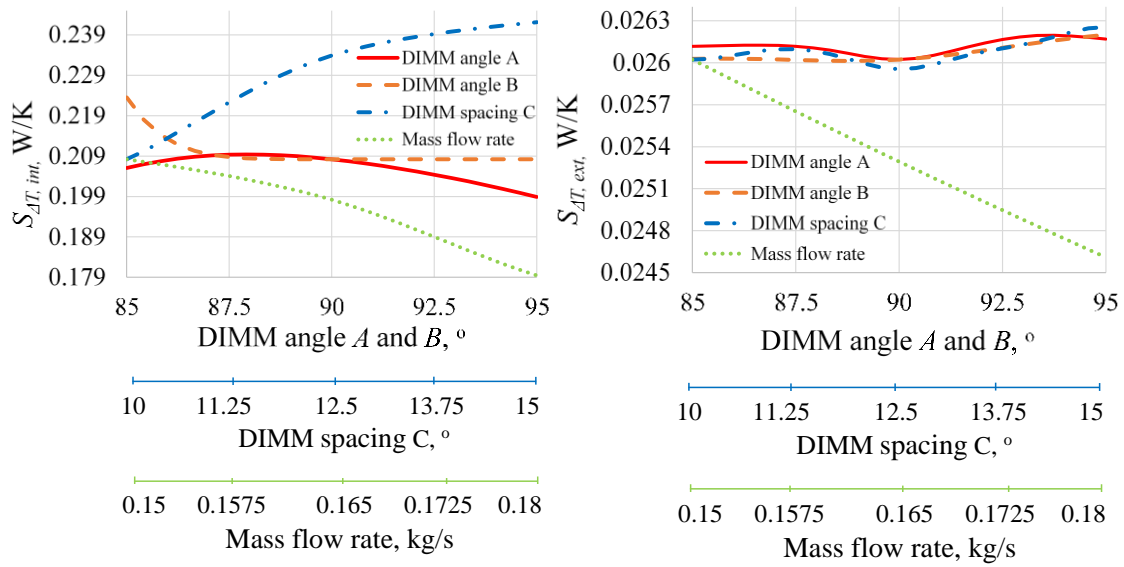 0.239
0.229
0.219
0.209
0.199
0.189
0.179
S_ΔT, int, W/K
DIMM angle A
DIMM angle B
DIMM spacing C
Mass flow rate
85 87.5 90 92.5 95
DIMM angle A and B, º
10 11.25 12.5 13.75 15
DIMM spacing C, º
0.15 0.1575 0.165 0.1725 0.18
Mass flow rate, kg/s
0.0263
0.026
0.0257
0.0254
0.0251
0.0248
0.0245
S_ΔT, ext, W/K
DIMM angle A
DIMM angle B
DIMM spacing C
Mass flow rate
85 87.5 90 92.5 95
DIMM angle A and B, º
10 11.25 12.5 13.75 15
DIMM spacing C, º
0.15 0.1575 0.165 0.1725 0.18
Mass flow rate, kg/s